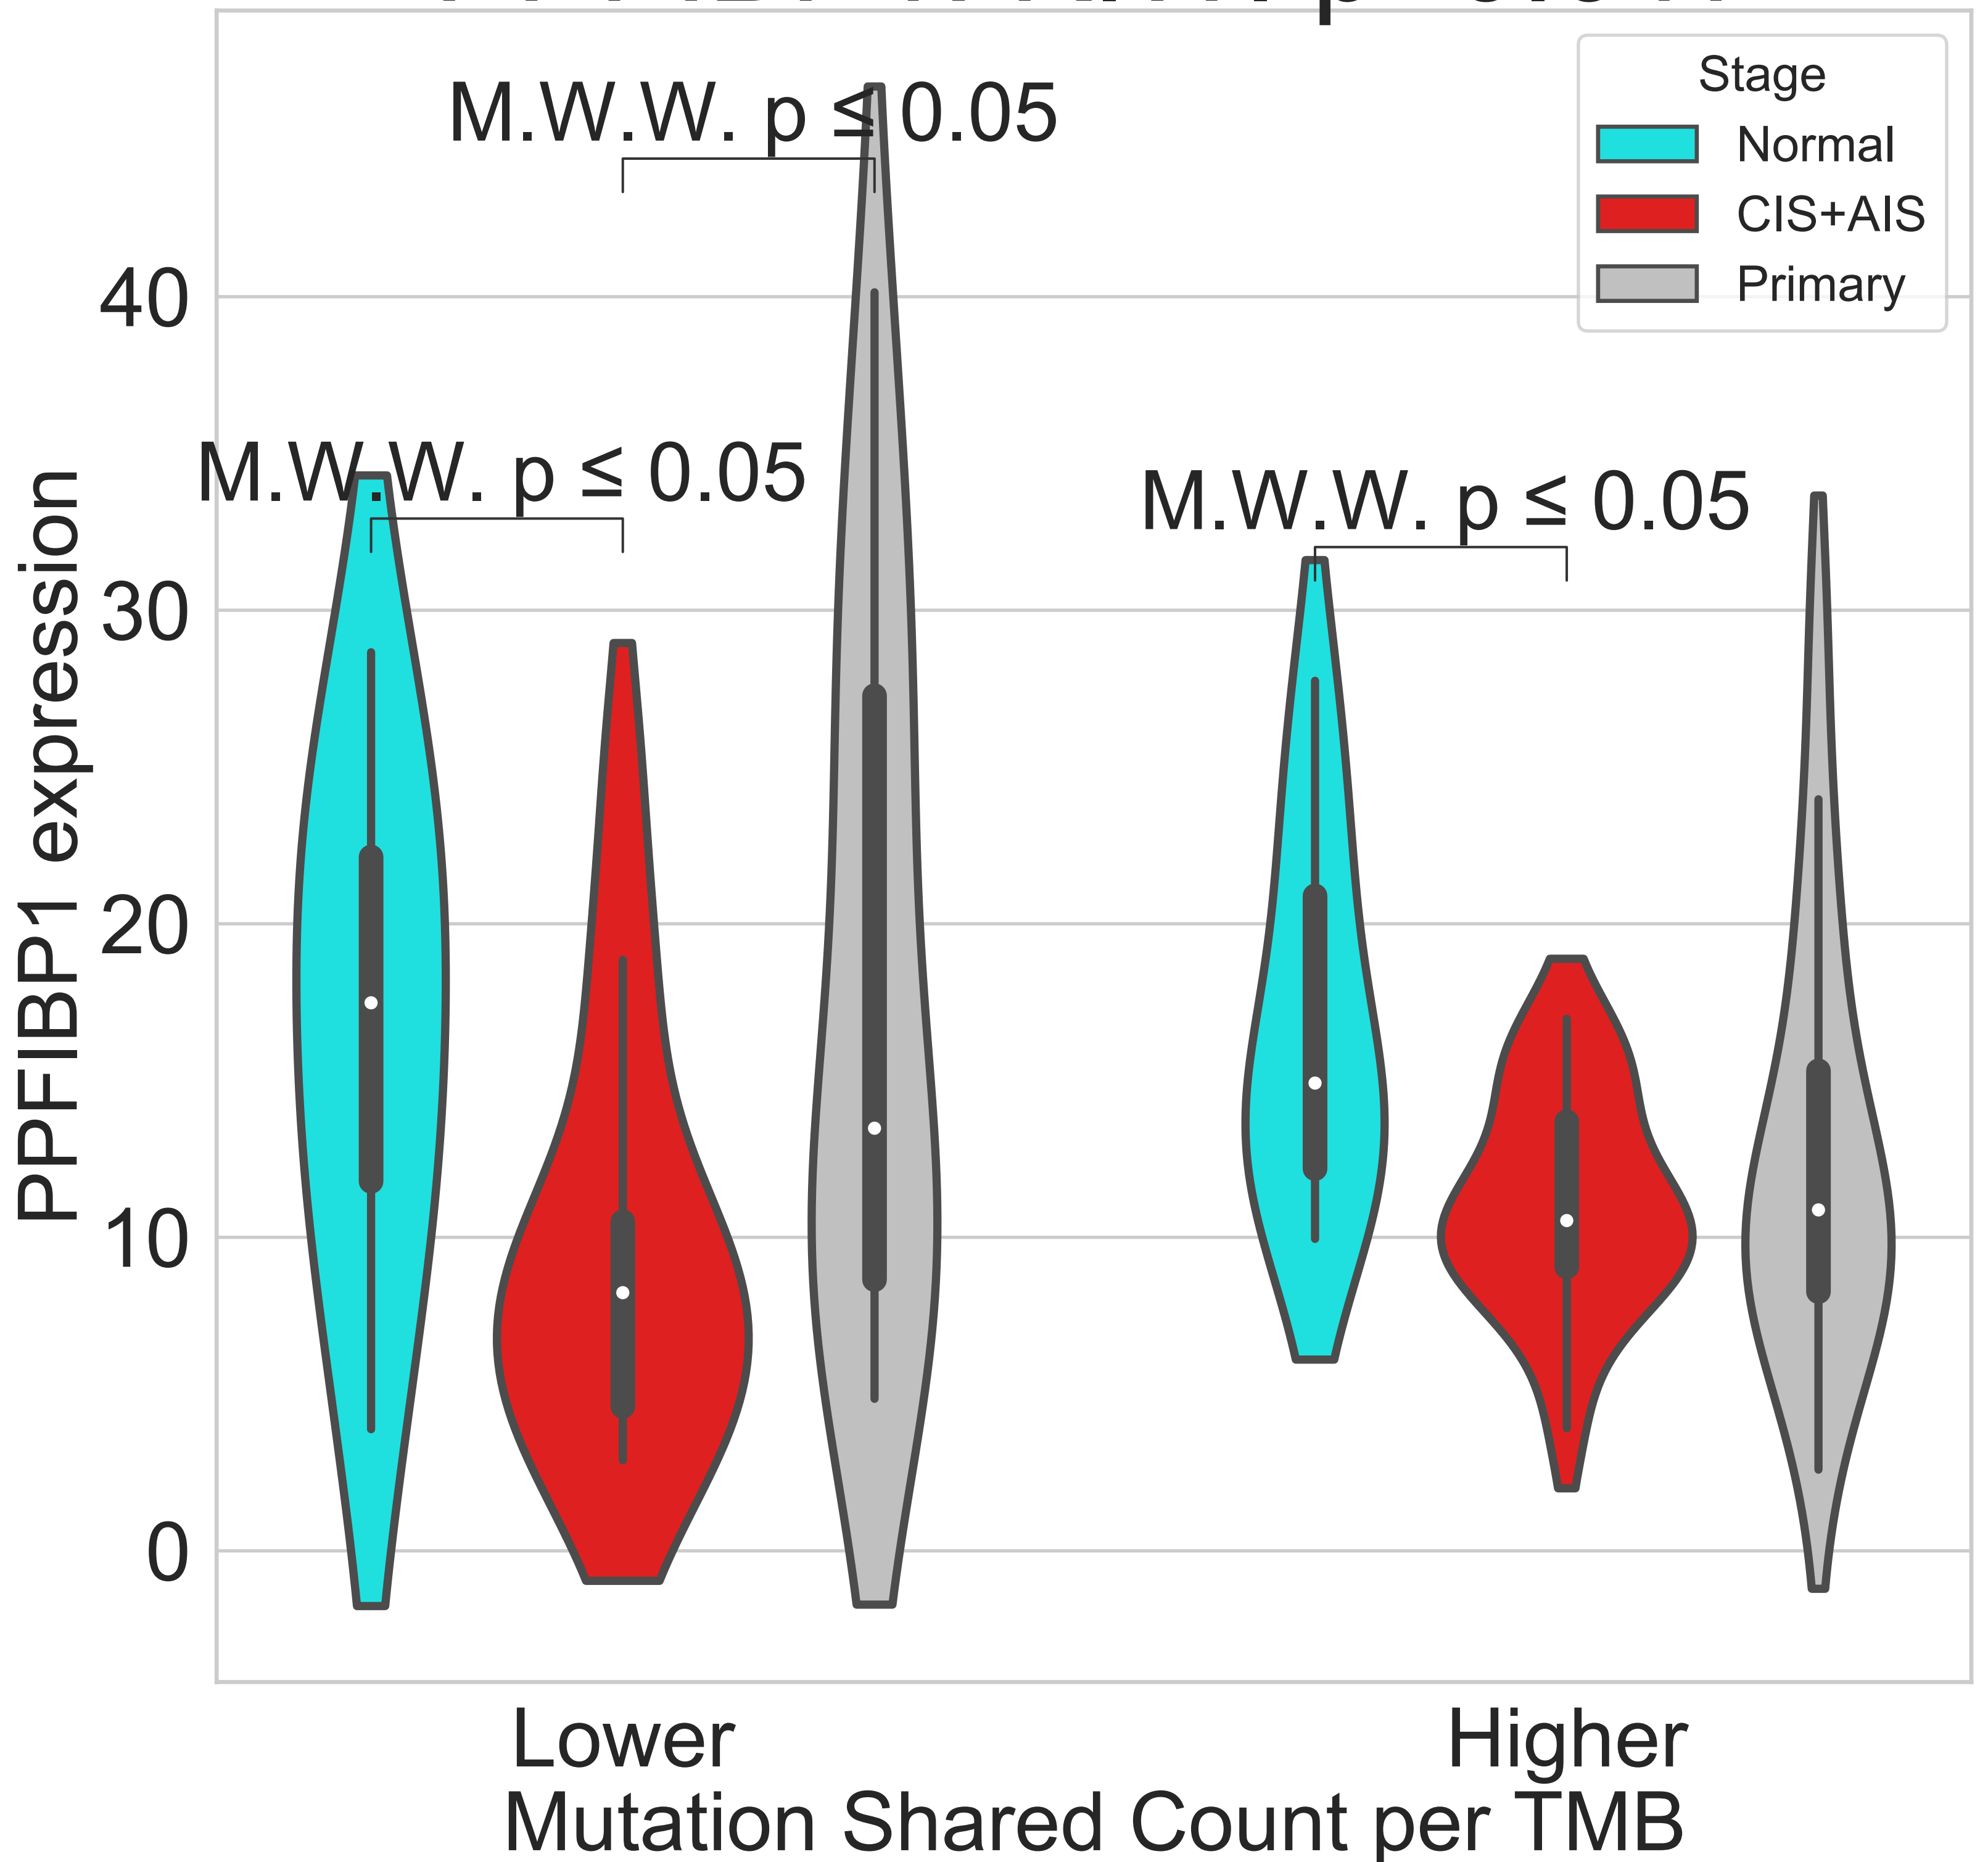 Stage
Normal
CIS+AIS
Primary
M.W.W. p ≤ 0.05
M.W.W. p ≤ 0.05
M.W.W. p ≤ 0.05
PPFIBP1 expression
40
30
20
10
0
Lower
Higher
Mutation Shared Count per TMB